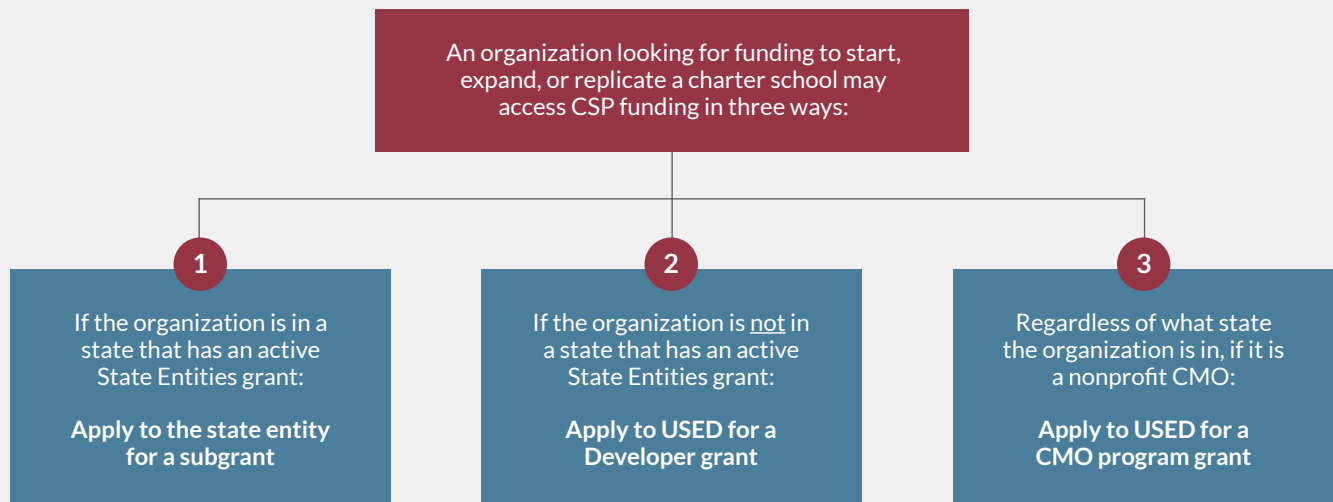 An organization looking for funding to start,
expand, or replicate a charter school may
access CSP funding in three ways:
1
If the organization is in a
state that has an active
State Entities grant:
Apply to the state entity
for a subgrant
2
If the organization is not in
a state that has an active
State Entities grant:
Apply to USED for a
Developer grant
3
Regardless of what state
the organization is in, if it is
a nonprofit CMO:
Apply to USED for a
CMO program grant